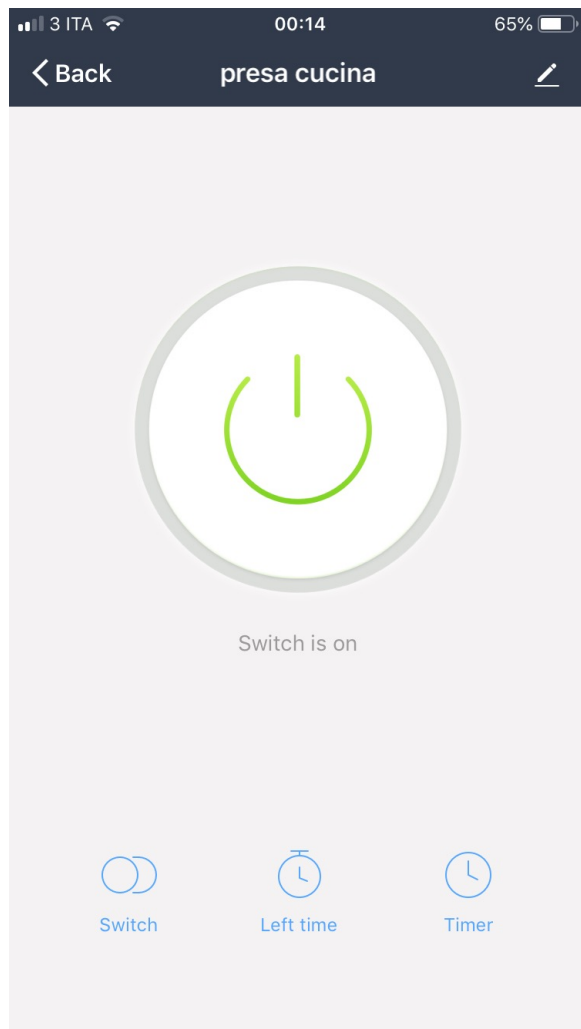 3 ITA 00:14 65%
Back presa cucina
Switch is on
Switch Left time Timer